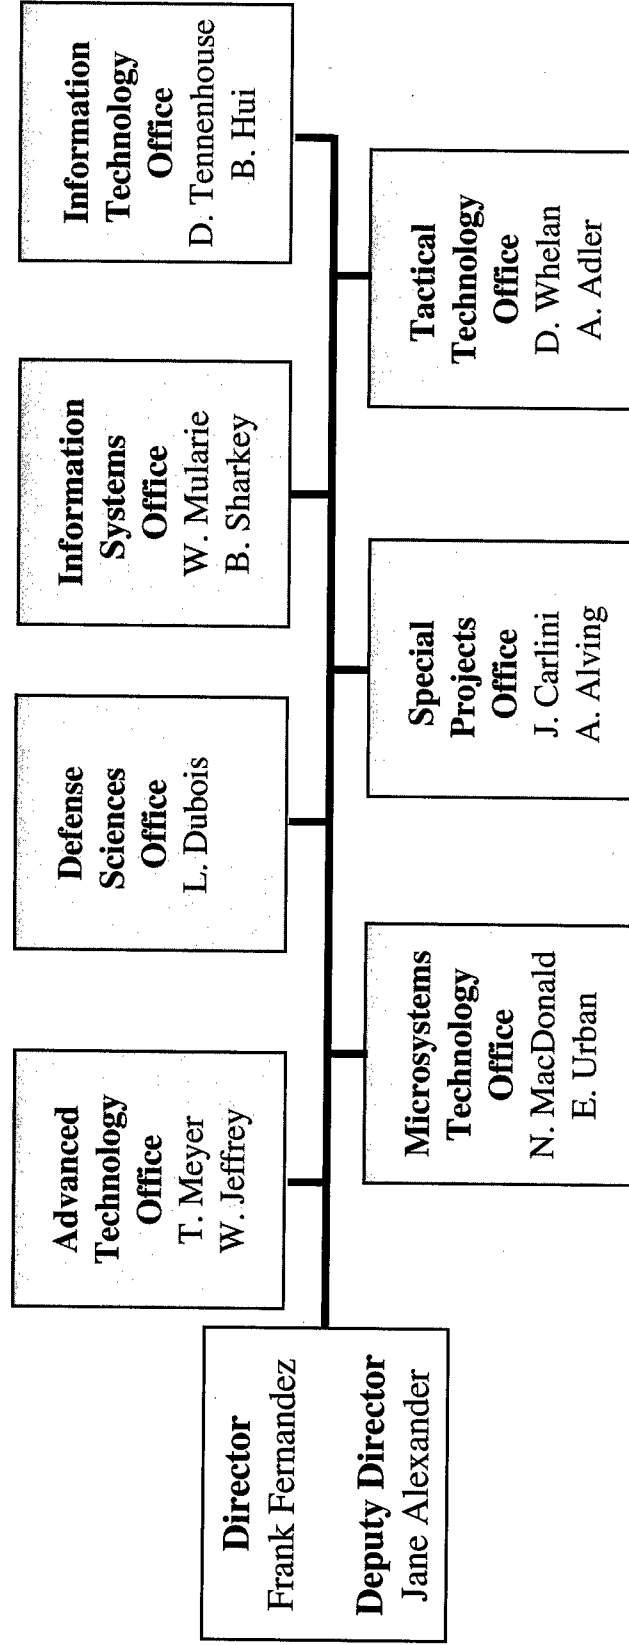 Director
Frank Fernandez
Deputy Director
Jane Alexander
Advanced
Technology
Office
T. Meyer
W. Jeffrey
Defense
Sciences
Office
L. Dubois
Information
Systems
Office
W. Mularie
B. Sharkey
Information
Technology
Office
D. Tennenhouse
B. Hui
Microsystems
Technology
Office
N. MacDonald
E. Urban
Special
Projects
Office
J. Carlini
A. Alving
Tactical
Technology
Office
D. Whelan
A. Adler